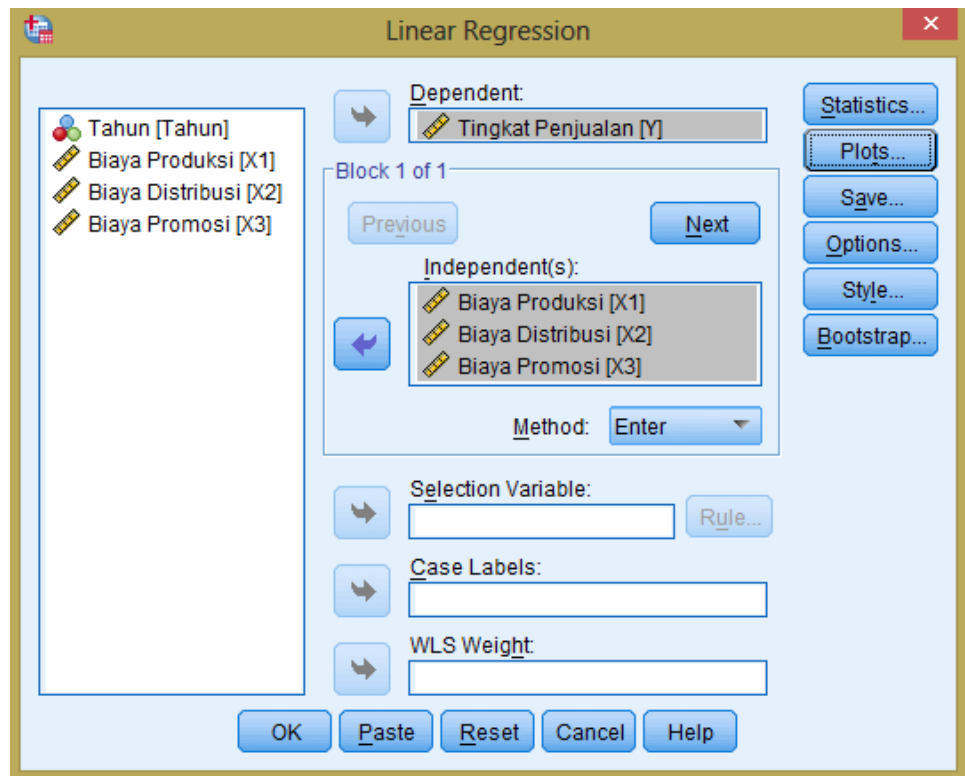 Linear Regression
Tahun [Tahun]
Biaya Produksi [X1]
Biaya Distribusi [X2]
Biaya Promosi [X3]
Dependent:
Tingkat Penjualan [Y]
Block 1 of 1
Previous
Next
Independent(s):
Biaya Produksi [X1]
Biaya Distribusi [X2]
Biaya Promosi [X3]
Method: Enter
Selection Variable:
Rule...
Case Labels:
WLS Weight:
Statistics...
Plots...
Save...
Options...
Style...
Bootstrap...
OK
Paste
Reset
Cancel
Help